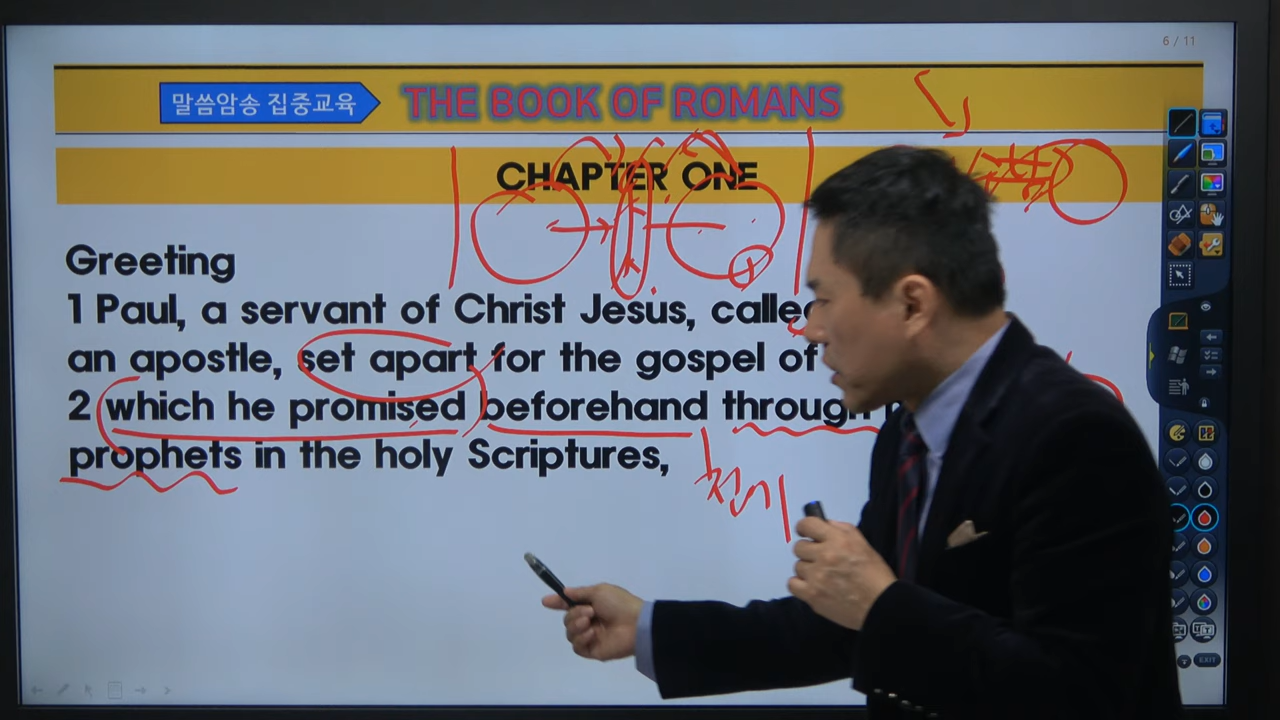 6 / 11
말씀암송 집중교육
THE BOOK OF ROMANS
CHAPTER ONE
Greeting
1 Paul, a servant of Christ Jesus, calle
an apostle, set apart for the gospel of
2 which he promised beforehand through
prophets in the holy Scriptures,
EXIT